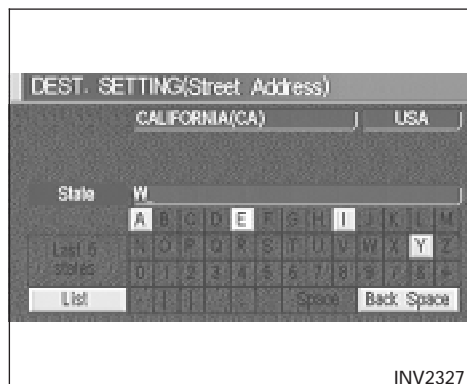 DEST. SETTING(Street Address)
CALIFORNIA(CA) USA
State W_
A B C D E F G H I J K L M
Last 5 N O P Q R S T U V W X Y Z
states 0 1 2 3 4 5 6 7 8 9 / & +
List - Space Back Space
INV2327